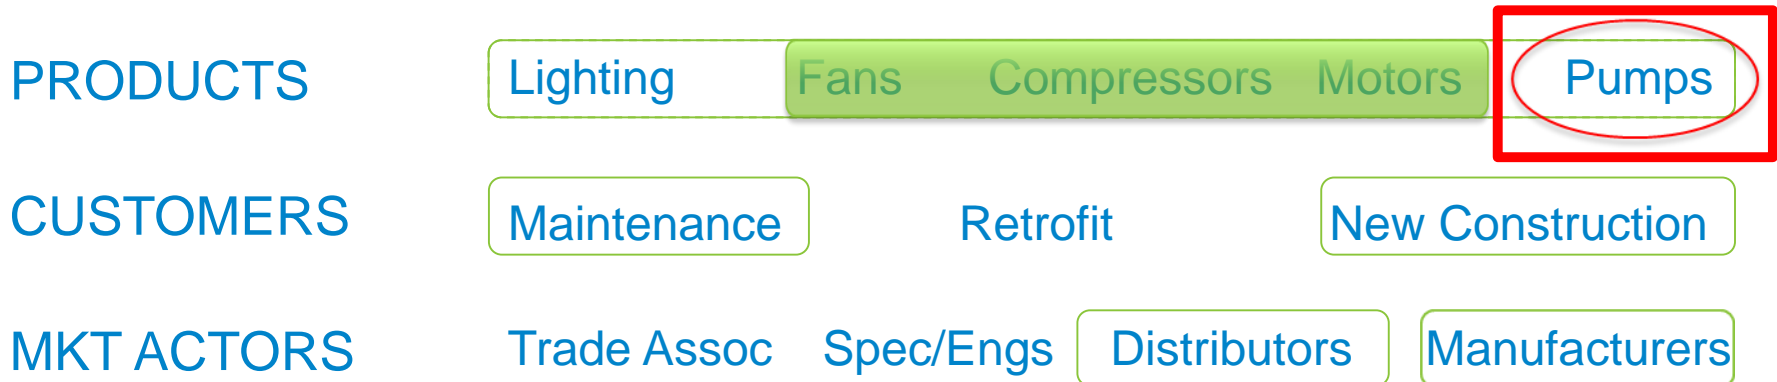 PRODUCTS Lighting Fans Compressors Motors Pumps
CUSTOMERS Maintenance Retrofit New Construction
MKT ACTORS Trade Assoc Spec/Engs Distributors Manufacturers